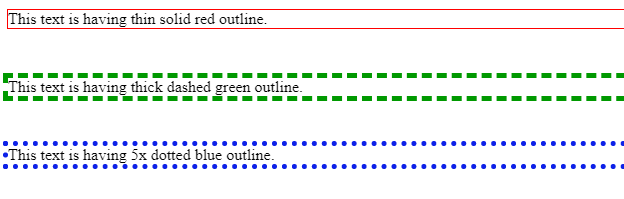 This text is having thin solid red outline.
This text is having thick dashed green outline.
This text is having 5x dotted blue outline.